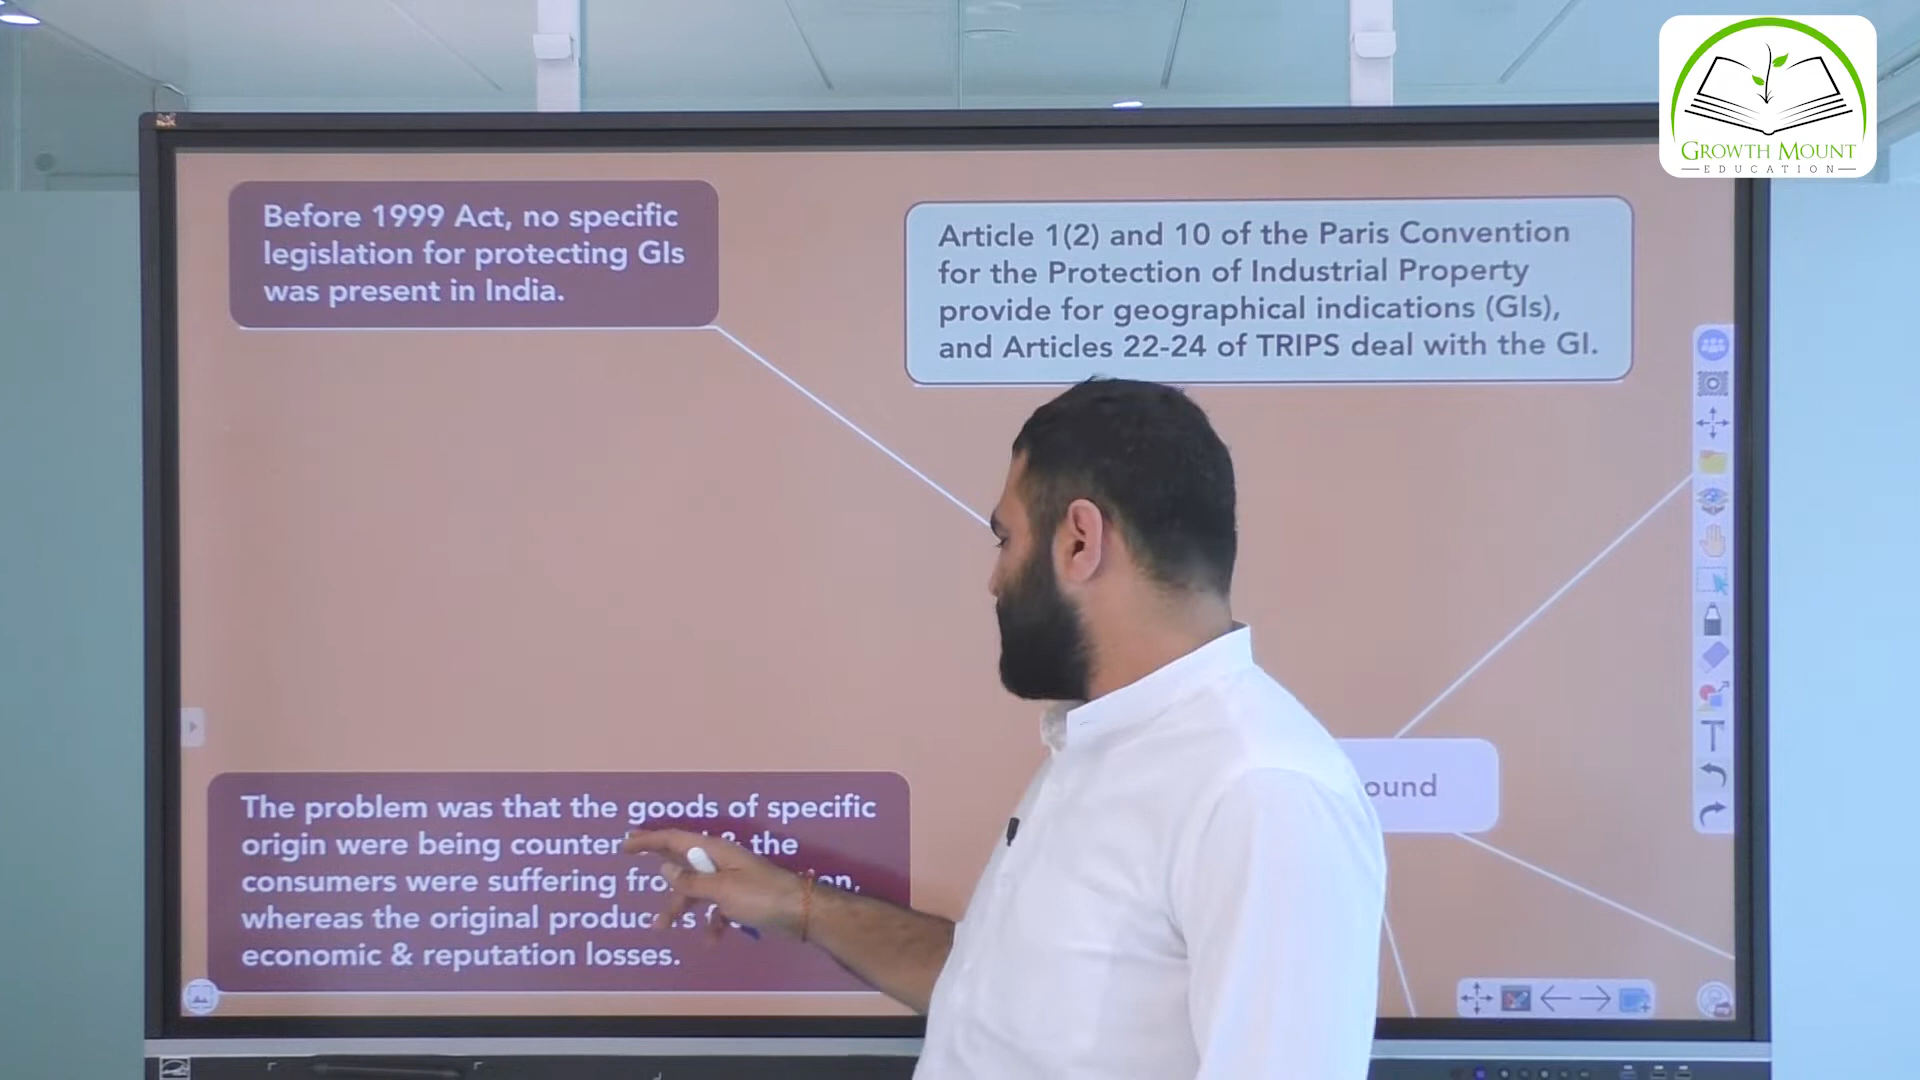 GROWTH MOUNT
EDUCATION
Before 1999 Act, no specific
legislation for protecting GIs
was present in India.
Article 1(2) and 10 of the Paris Convention
for the Protection of Industrial Property
provide for geographical indications (GIs),
and Articles 22-24 of TRIPS deal with the GI.
ound
The problem was that the goods of specific
origin were being & the
consumers were suffering
whereas the original
economic & reputation losses.